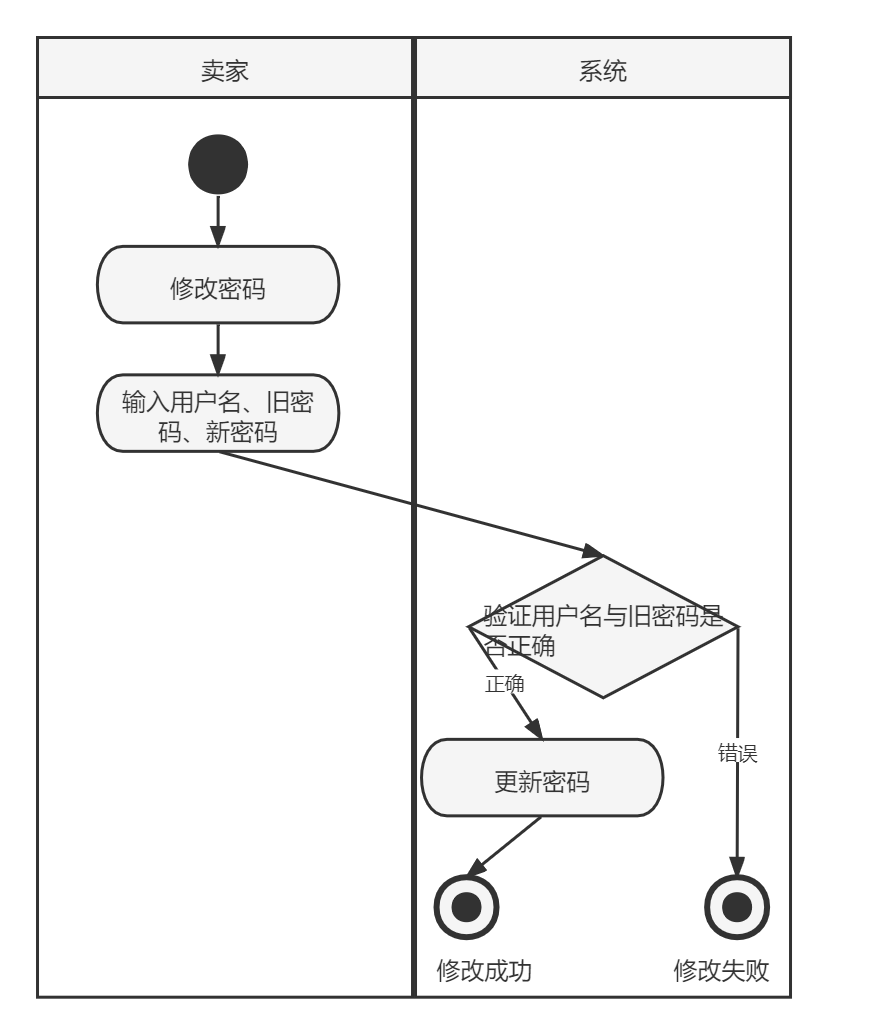 卖家
系统
修改密码
输入用户名、旧密
码、新密码
验证用户名与旧密码是
否正确
正确
错误
更新密码
修改成功
修改失败